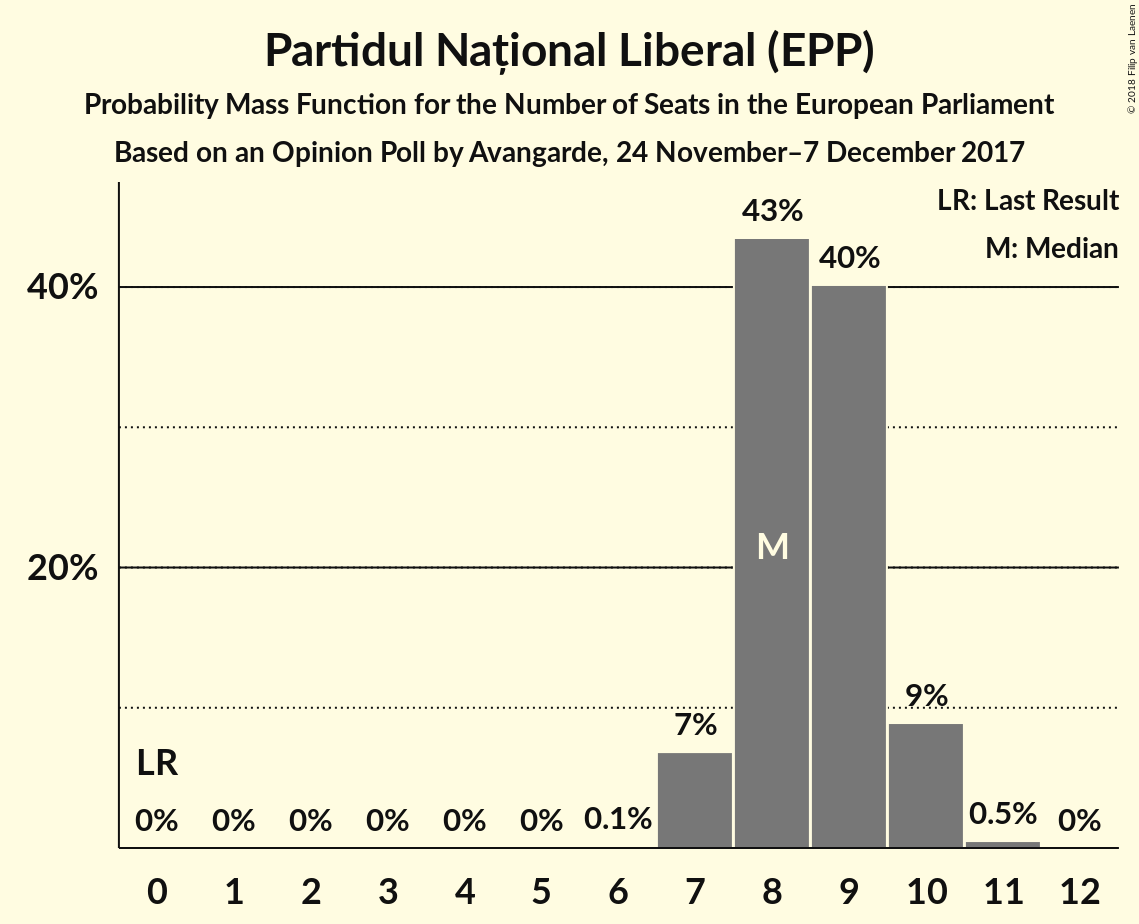 Partidul Național Liberal (EPP)
Probability Mass Function for the Number of Seats in the European Parliament
Based on an Opinion Poll by Avangarde, 24 November–7 December 2017
© 2018 Filip van Laenen
LR: Last Result
M: Median
43%
40%
40%
M
20%
9%
7%
LR
0% 0% 0% 0% 0% 0% 0.1% 0.5% 0%
0 1 2 3 4 5 6 7 8 9 10 11 12